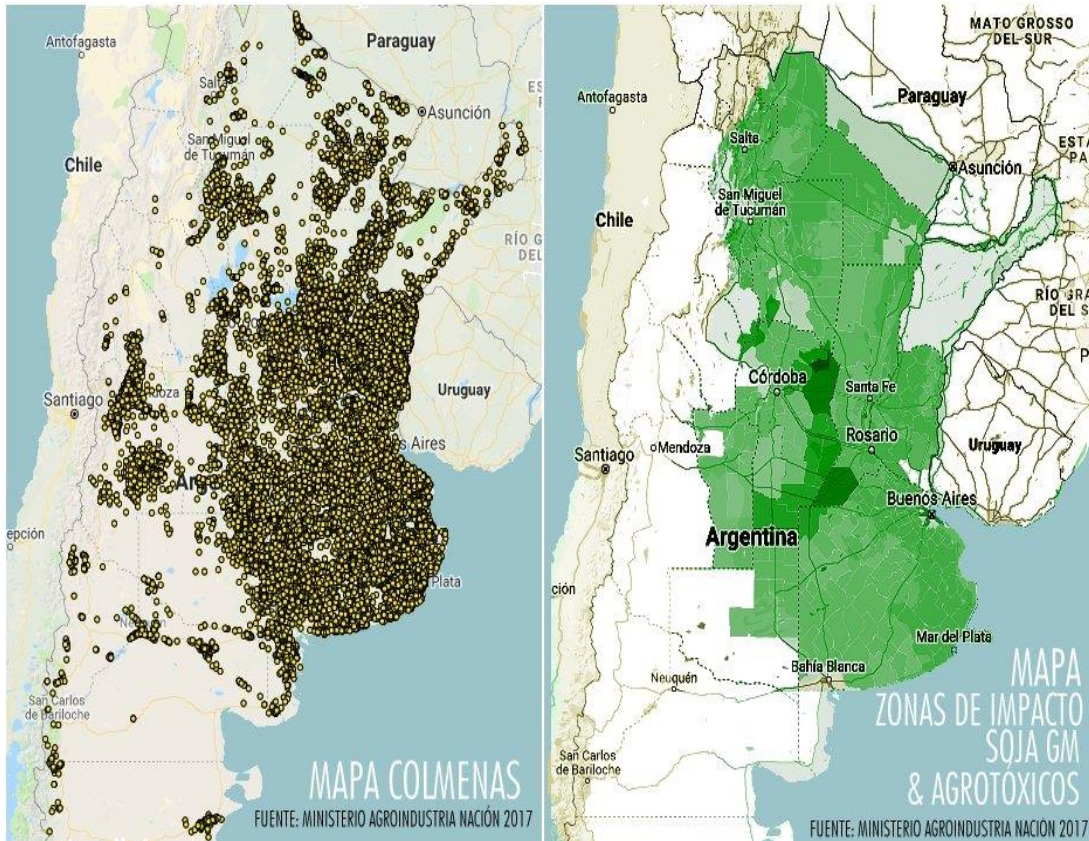 Antofagasta
Paraguay
Salta
Asunción
San Miguel
de Tucumán
Chile
RÍO G
DEL
Santiago
Uruguay
Plata
San Carlos
de Bariloche
MAPA COLMENAS
FUENTE: MINISTERIO AGROINDUSTRIA NACIÓN 2017
MATO GROSSO
DEL SUR
Antofagasta
Paraguay
Salta
Asunción
ESTA
San Miguel
de Tucumán
Chile
RÍO GRA
DEL S
Córdoba
Santa Fe
Mendoza
Rosario
Uruguay
Santiago
Buenos Aires
Argentina
ción
Mar del Plata
Bahía Blanca
Neuquén
San Carlos
de Bariloche
MAPA
ZONAS DE IMPACTO
SOJA GM
& AGROTÓXICOS
FUENTE: MINISTERIO AGROINDUSTRIA NACIÓN 2017